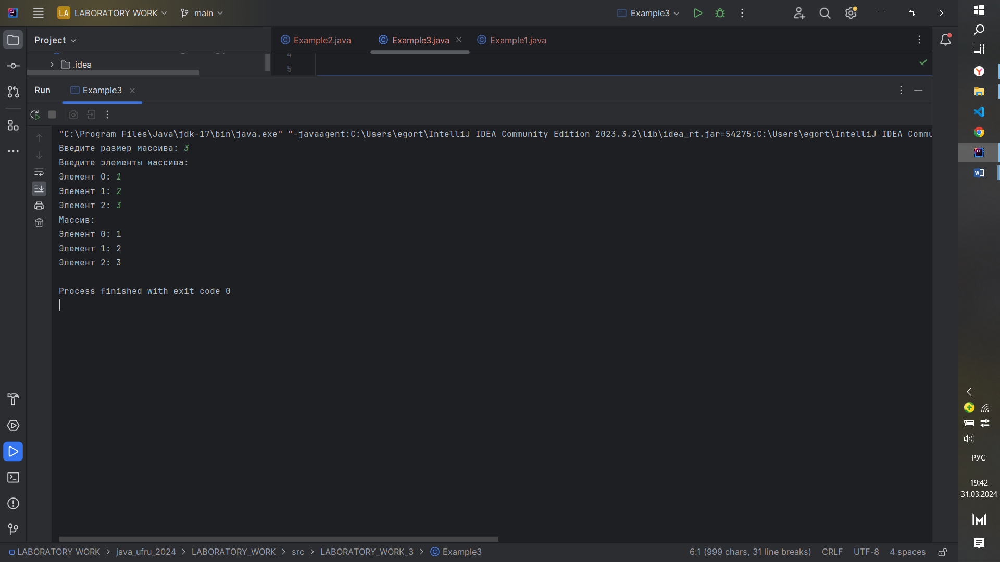 LA LABORATORY WORK main Example3
Project Example2.java Example3.java Example1.java
.idea
4
5
Run Example3
"C:\Program Files\Java\jdk-17\bin\java.exe" "-javaagent:C:\Users\egort\IntelliJ IDEA Community Edition 2023.3.2\lib\idea_rt.jar=54275:C:\Users\egort\IntelliJ IDEA Commu
Введите размер массива: 3
Введите элементы массива:
Элемент 0: 1
Элемент 1: 2
Элемент 2: 3
Массив:
Элемент 0: 1
Элемент 1: 2
Элемент 2: 3
Process finished with exit code 0
LABORATORY WORK > java_ufru_2024 > LABORATORY_WORK > src > LABORATORY_WORK_3 > Example3
6:1 (999 chars, 31 line breaks) CRLF UTF-8 4 spaces
РУС
19:42
31.03.2024